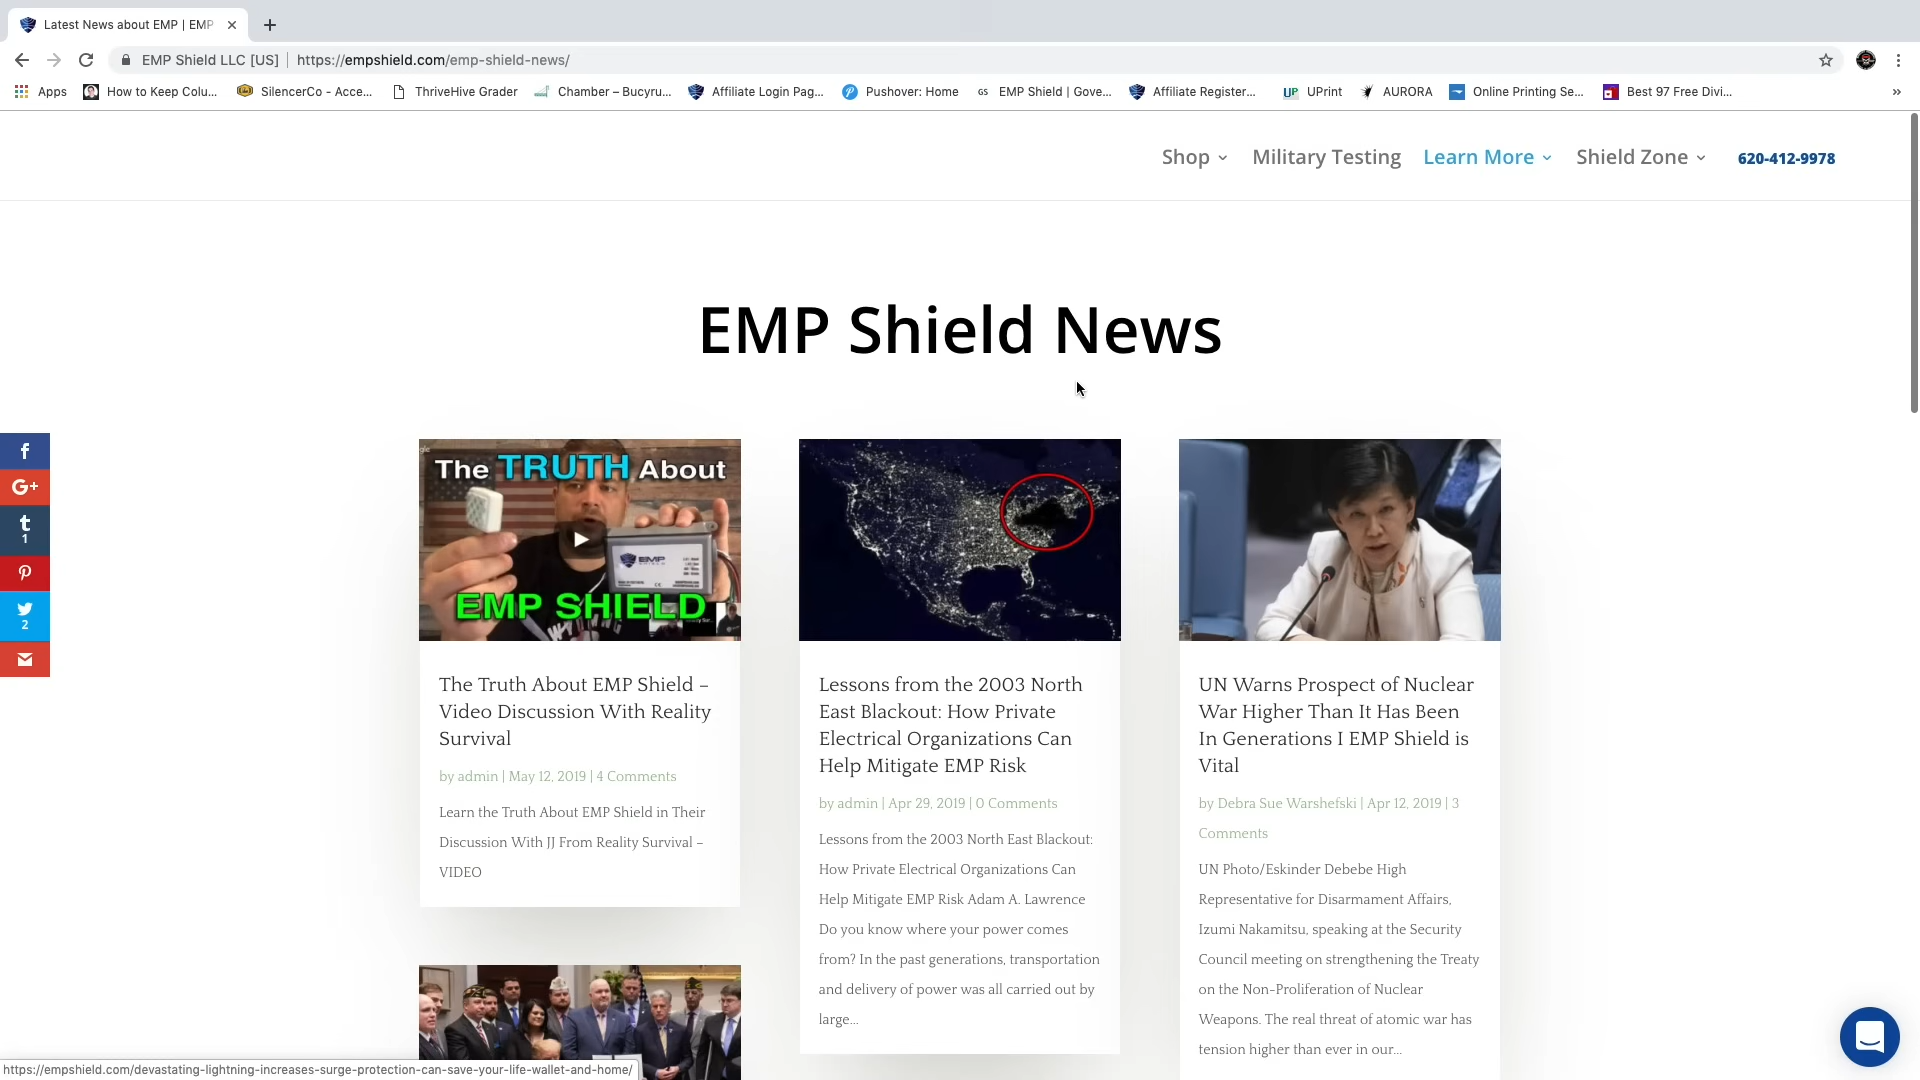 Latest News about EMP | EMP
EMP Shield LLC [US] | https://empshield.com/emp-shield-news/
Apps How to Keep Colu... SilencerCo - Acce... ThriveHive Grader Chamber – Bucyru... Affiliate Login Pag... Pushover: Home GS EMP Shield | Gove... Affiliate Register... UP UPrint AURORA Online Printing Se... Best 97 Free Divi... »
Shop Military Testing Learn More Shield Zone 620-412-9978
EMP Shield News
f
G+
t
1
2
The TRUTH About
EMP
EMP SHIELD
The Truth About EMP Shield –
Video Discussion With Reality
Survival
by admin | May 12, 2019 | 4 Comments
Learn the Truth About EMP Shield in Their
Discussion With JJ From Reality Survival –
VIDEO
Lessons from the 2003 North
East Blackout: How Private
Electrical Organizations Can
Help Mitigate EMP Risk
by admin | Apr 29, 2019 | 0 Comments
Lessons from the 2003 North East Blackout:
How Private Electrical Organizations Can
Help Mitigate EMP Risk Adam A. Lawrence
Do you know where your power comes
from? In the past generations, transportation
and delivery of power was all carried out by
large...
UN Warns Prospect of Nuclear
War Higher Than It Has Been
In Generations I EMP Shield is
Vital
by Debra Sue Warshefski | Apr 12, 2019 | 3
Comments
UN Photo/Eskinder Debebe High
Representative for Disarmament Affairs,
Izumi Nakamitsu, speaking at the Security
Council meeting on strengthening the Treaty
on the Non-Proliferation of Nuclear
Weapons. The real threat of atomic war has
tension higher than ever in our...
https://empshield.com/devastating-lightning-increases-surge-protection-can-save-your-life-wallet-and-home/